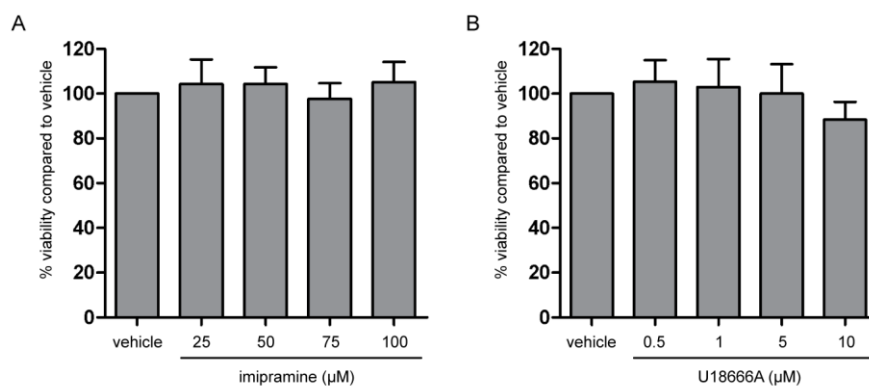 A
% viability compared to vehicle
120
100
80
60
40
20
0
vehicle 25 50 75 100
imipramine (µM)
B
% viability compared to vehicle
120
100
80
60
40
20
0
vehicle 0.5 1 5 10
U18666A (µM)